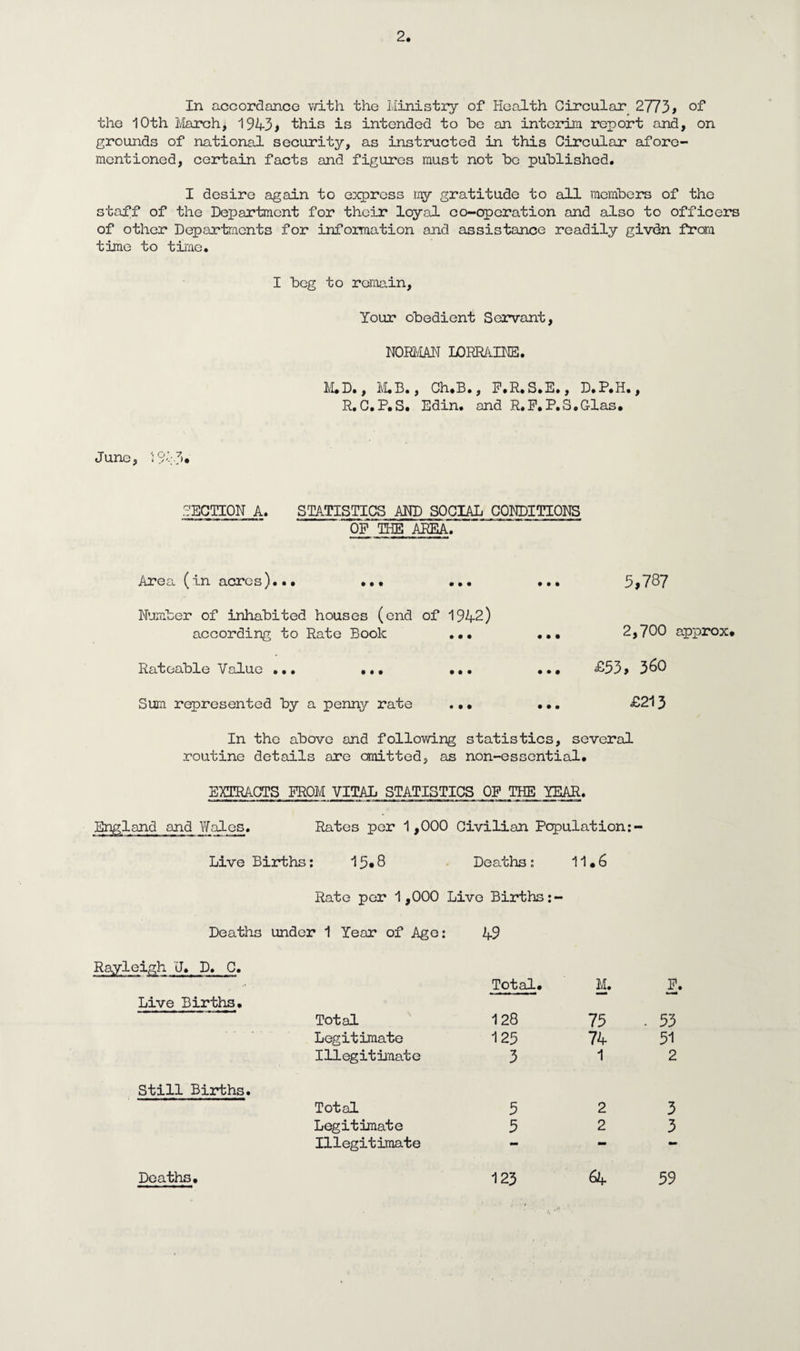 2.
In accordance with the Ministry of Health Circular 2773, of
the 10th March, 1943, this is intended to be an interim report and, on
grounds of national security, as instructed in this Circular afore-
mentioned, certain facts and figures must not be published.
I desire again to express my gratitude to all members of the
staff of the Department for their loyal co-operation and also to officers
of other Departments for information and assistance readily given from
time to time.
I beg to remain,
Your obedient Servant,
NORMAN LORRAINE.
M.D., M.B., Ch.B., F.R.S.E., D.P.H.,
R.C.P.S. Edin. and R.F.P.S.Glas.
June, 1943.
SECTION A. STATISTICS AND SOCIAL CONDITIONS
OF THE AREA.
Area (in acres)... ... ... ... 5,787
Number of inhabited houses (end of 1942)
according to Rate Book ... ... 2,700 approx.
Rateable Value ... ... ... ... £53, 360
Sum represented by a penny rate ... ... £213
In the above and following statistics, several
routine details are omitted, as non-essential.
EXTRACTS FROM VITAL STATISTICS OF THE YEAR.
England and Wales. Rates per 1,000 Civilian Population:-
Live Births: 15.8 Deaths: 11.6
Rate per 1,000 Live Births:-
Deaths under 1 Year of Age: 49
Rayleigh U. D. C.
Total. M. F.
Live Births.
Total 128 75 53
Legitimate 125 74 51
Illegitimate 3 1 2
Still Births.
Total 5 2 3
Legitimate 5 2 3
Illegitimate - - -
Deaths. 123 64 59